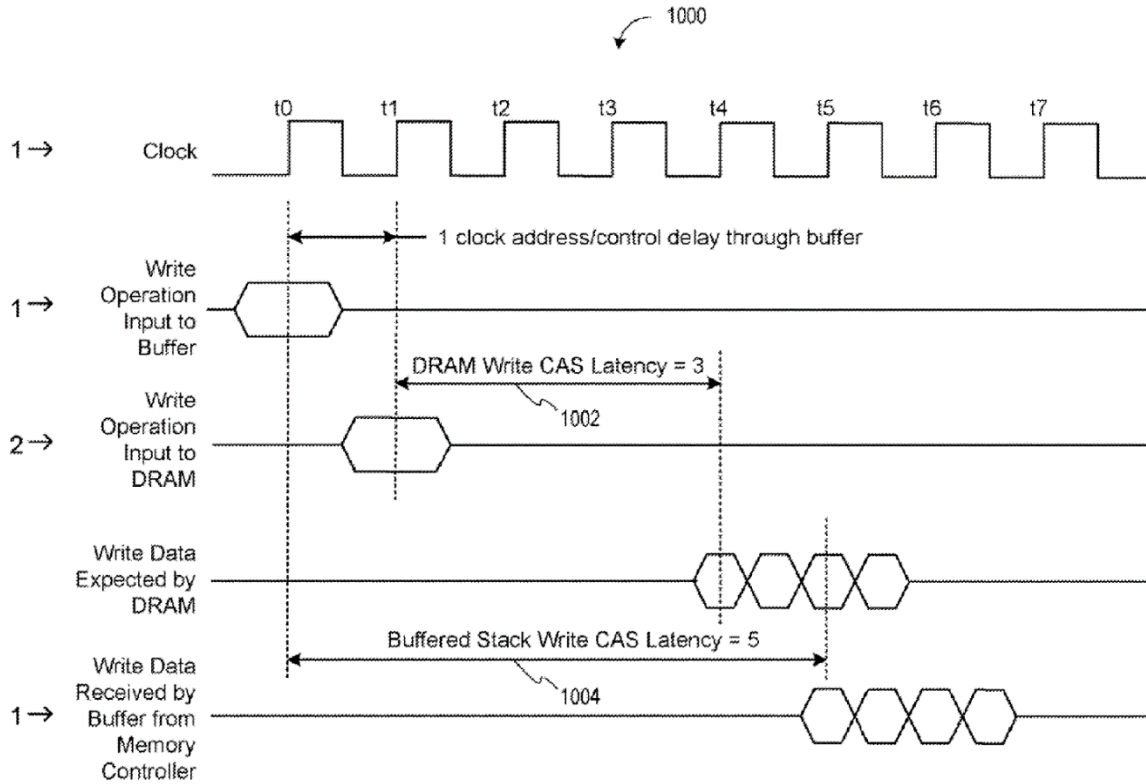 1000
t0 t1 t2 t3 t4 t5 t6 t7
1→ Clock
1 clock address/control delay through buffer
Write
Operation
1→ Input to
Buffer
DRAM Write CAS Latency = 3
1002
Write
Operation
2→ Input to
DRAM
Write Data
Expected by
DRAM
Buffered Stack Write CAS Latency = 5
1004
Write Data
Received by
1→ Buffer from
Memory
Controller